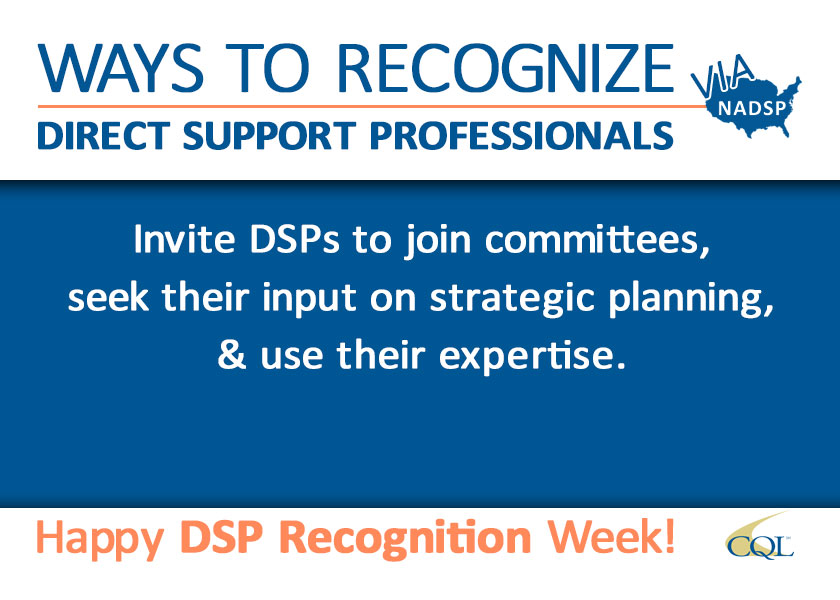 WAYS TO RECOGNIZE
VIA
NADSP
DIRECT SUPPORT PROFESSIONALS
Invite DSPs to join committees,
seek their input on strategic planning,
& use their expertise.
Happy DSP Recognition Week!
CQL™